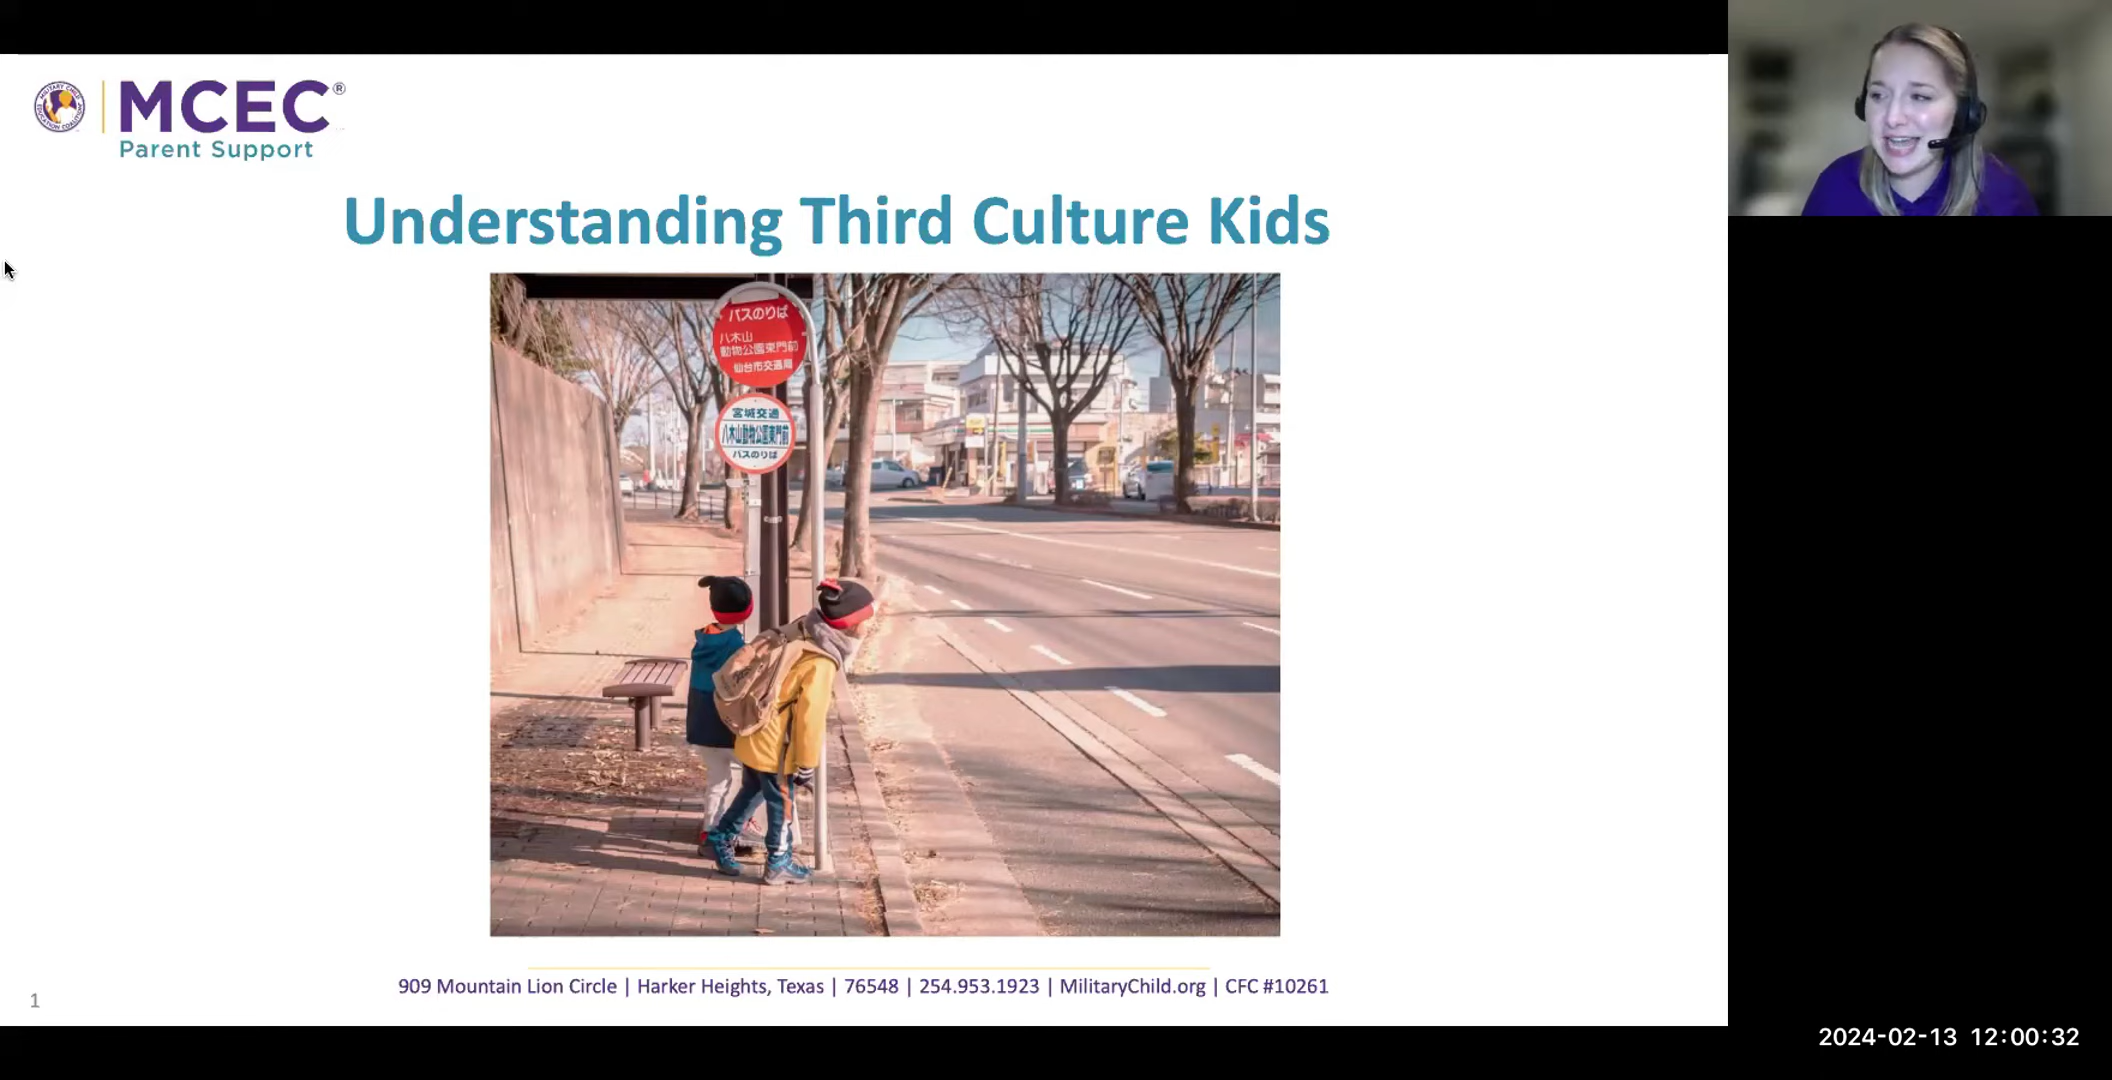 MCEC®
Parent Support
Understanding Third Culture Kids
バスのりば
八木山
動物公園東門前
仙台市交通局
宮城交通
八木山動物公園東門前
バスのりば
909 Mountain Lion Circle | Harker Heights, Texas | 76548 | 254.953.1923 | MilitaryChild.org | CFC #10261
1
2024-02-13 12:00:32